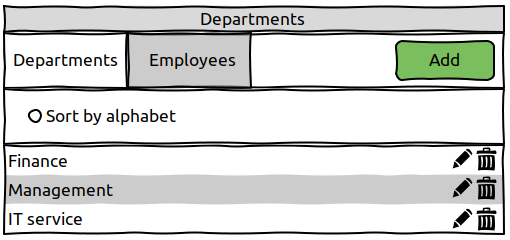 Departments
Departments Employees Add
Sort by alphabet
Finance
Management
IT service